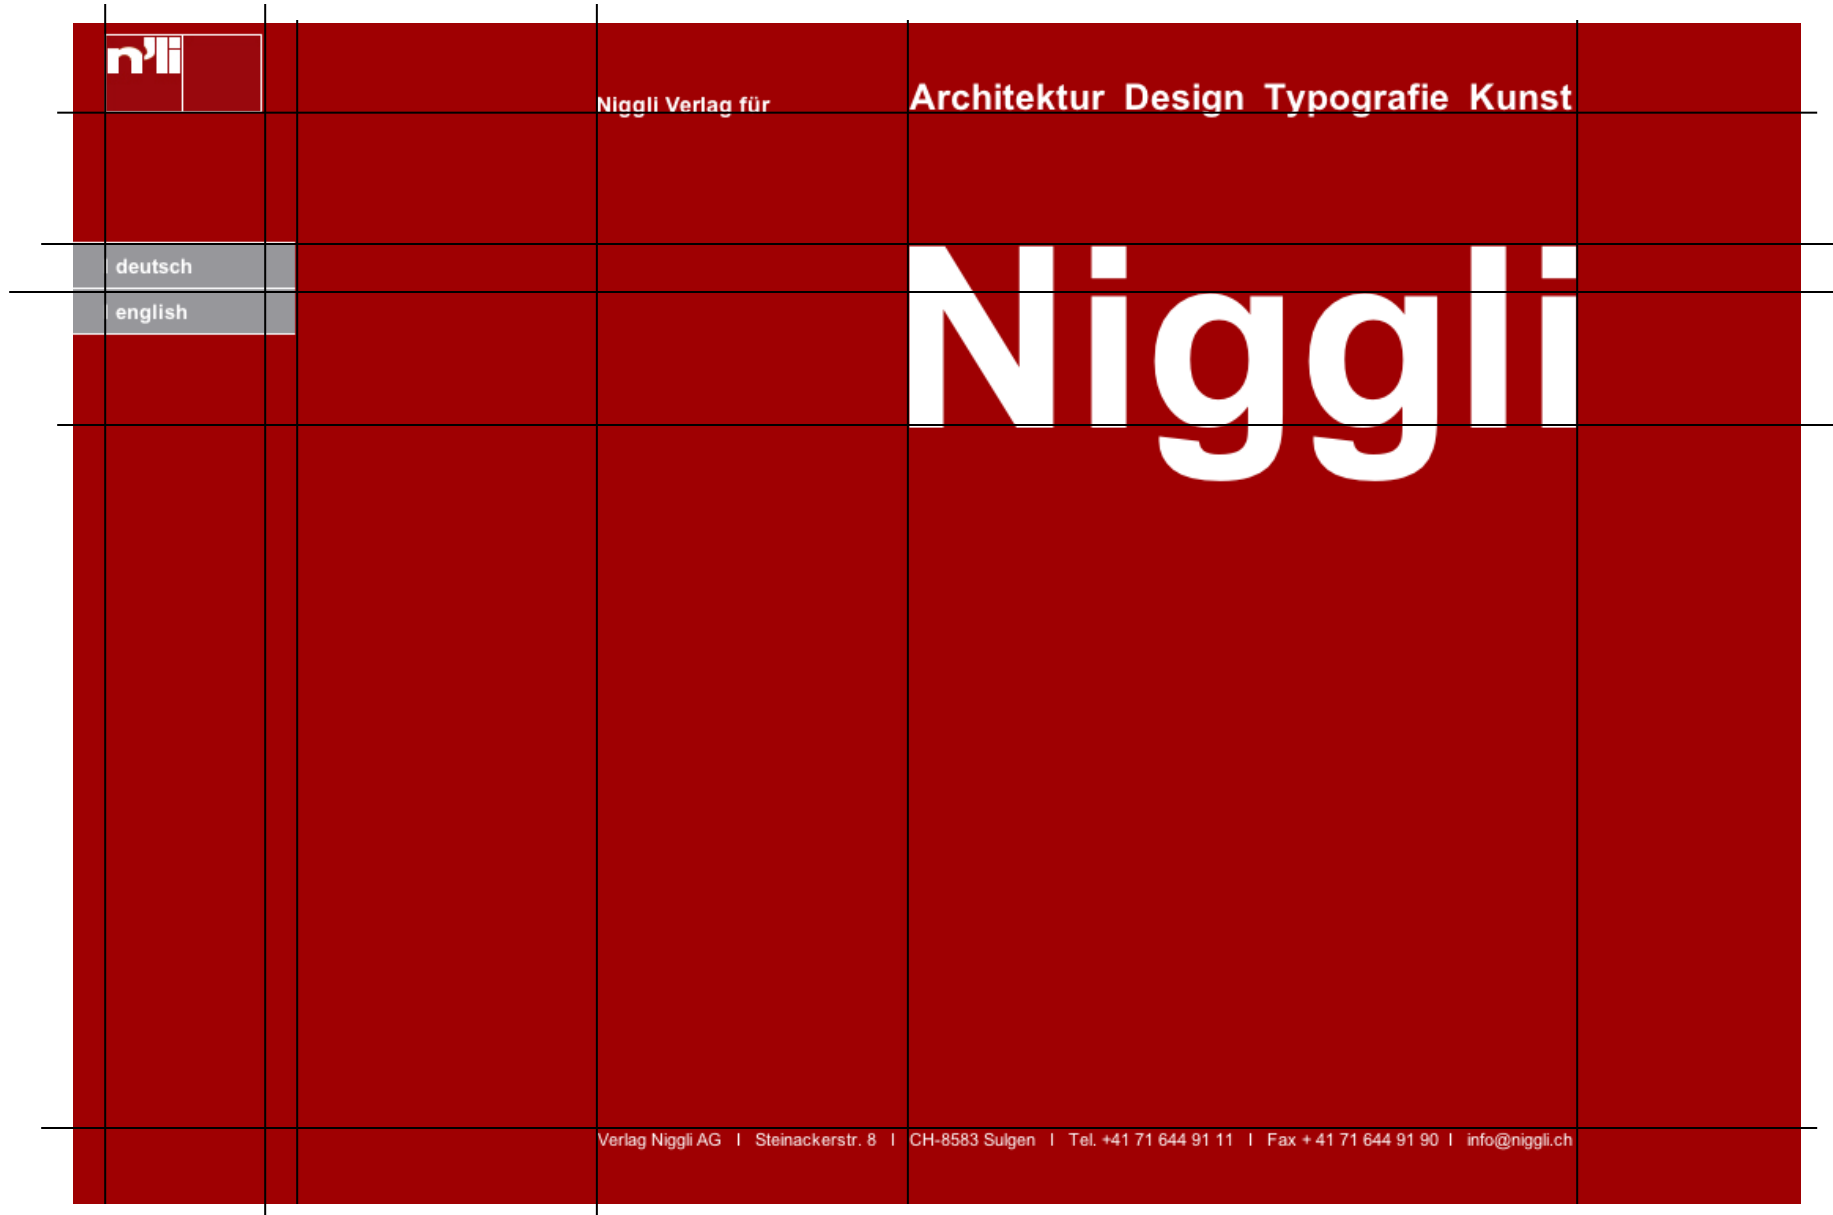 n'li
Niggli Verlag für
Architektur Design Typografie Kunst
| deutsch
| english
Niggli
Verlag Niggli AG I Steinackerstr. 8 I CH-8583 Sulgen I Tel. +41 71 644 91 11 I Fax + 41 71 644 91 90 I info@niggli.ch